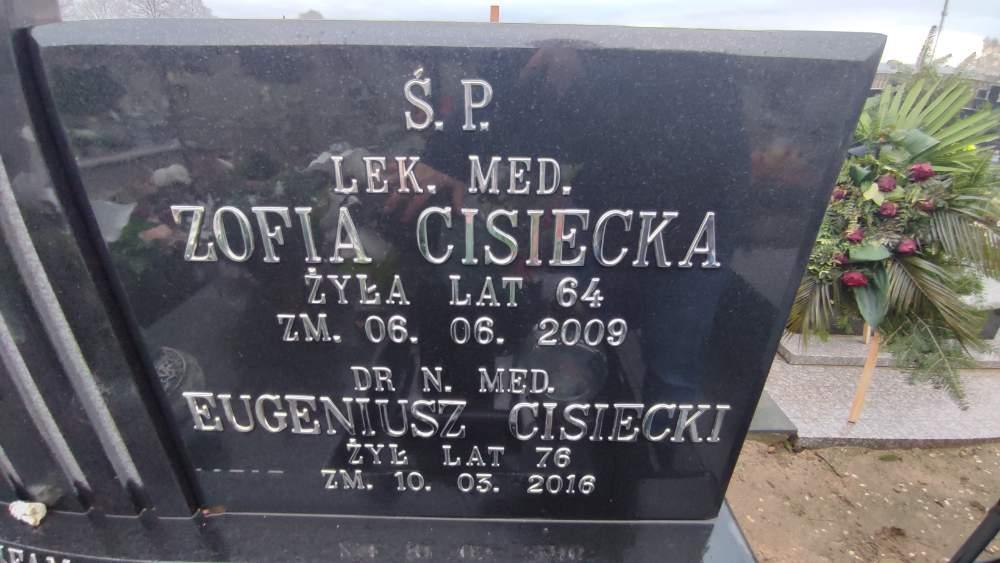 Ś. P.
LEK. MED.
ZOFIA CISIECKA
ŻYŁA LAT 64
ZM. 06. 06. 2009
DR N. MED.
EUGENIUSZ CISIECKI
ŻYŁ LAT 76
ZM. 10. 03. 2016